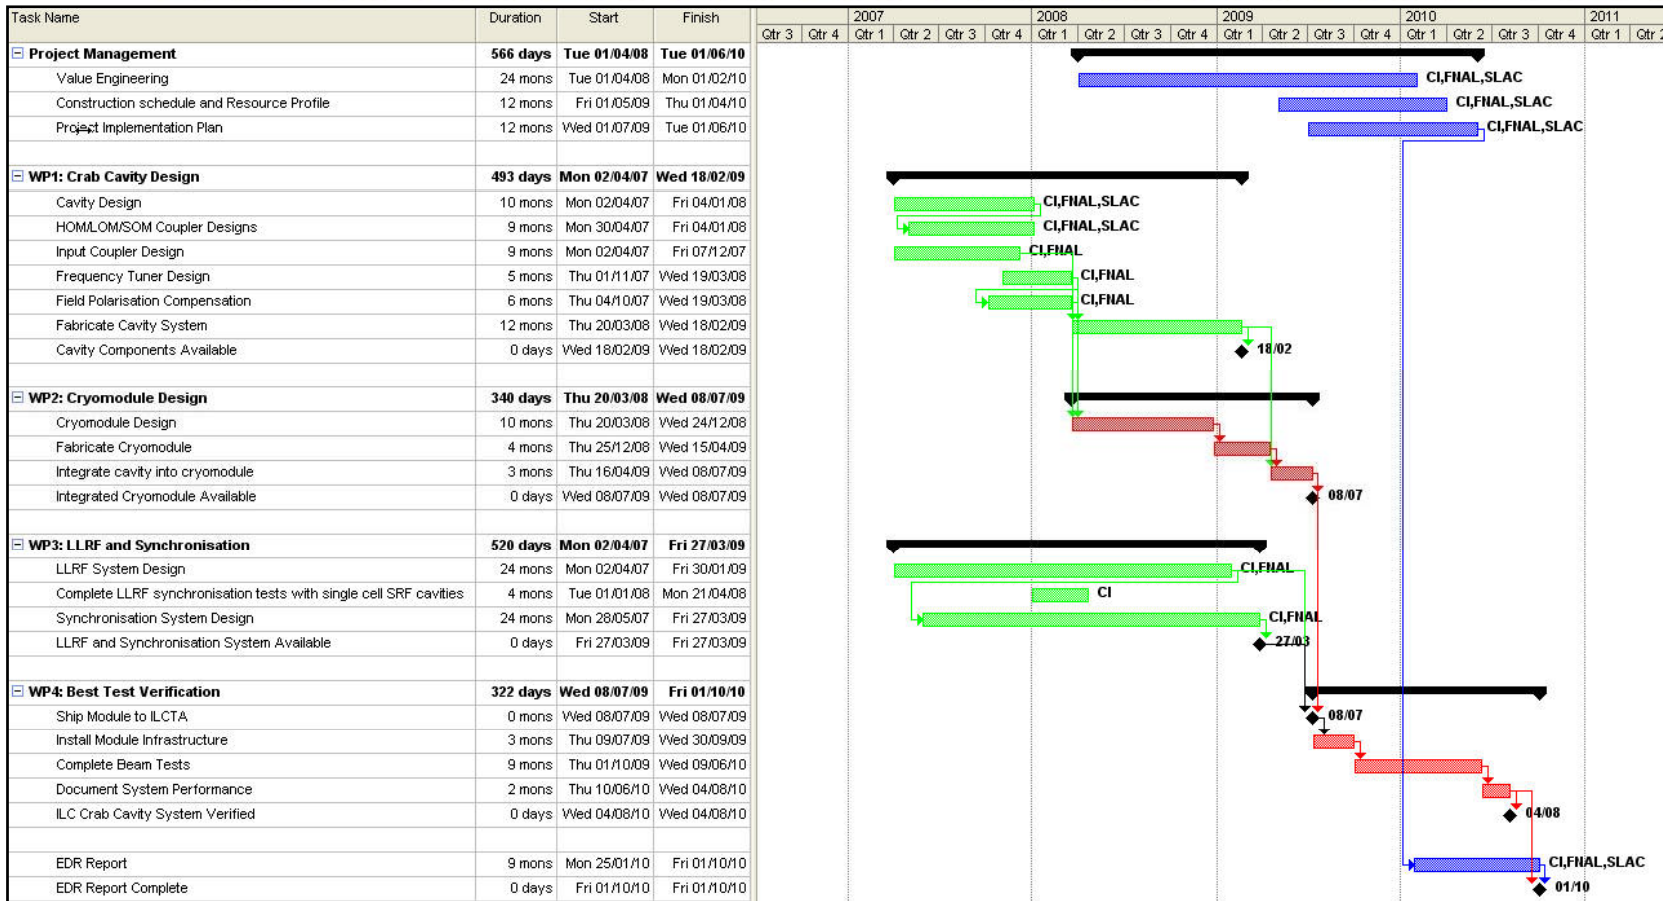 Task Name Duration Start Finish 2007 2008 2009 2010 2011
Qtr 3 Qtr 4 Qtr 1 Qtr 2 Qtr 3 Qtr 4 Qtr 1 Qtr 2 Qtr 3 Qtr 4 Qtr 1 Qtr 2 Qtr 3 Qtr 4 Qtr 1 Qtr 2 Qtr 3 Qtr 4 Qtr 1 Qtr 2
Project Management 566 days Tue 01/04/08 Tue 01/06/10
Value Engineering 24 mons Tue 01/04/08 Mon 01/02/10 CI,FNAL,SLAC
Construction schedule and Resource Profile 12 mons Fri 01/05/09 Thu 01/04/10 CI,FNAL,SLAC
Project Implementation Plan 12 mons Wed 01/07/09 Tue 01/06/10 CI,FNAL,SLAC
WP1: Crab Cavity Design 493 days Mon 02/04/07 Wed 18/02/09
Cavity Design 10 mons Mon 02/04/07 Fri 04/01/08 CI,FNAL,SLAC
HOM/LOM/SOM Coupler Designs 9 mons Mon 30/04/07 Fri 04/01/08 CI,FNAL,SLAC
Input Coupler Design 9 mons Mon 02/04/07 Fri 07/12/07 CI,FNAL
Frequency Tuner Design 5 mons Thu 01/11/07 Wed 19/03/08 CI,FNAL
Field Polarisation Compensation 6 mons Thu 04/10/07 Wed 19/03/08 CI,FNAL
Fabricate Cavity System 12 mons Thu 20/03/08 Wed 18/02/09
Cavity Components Available 0 days Wed 18/02/09 Wed 18/02/09 18/02
WP2: Cryomodule Design 340 days Thu 20/03/08 Wed 08/07/09
Cryomodule Design 10 mons Thu 20/03/08 Wed 24/12/08
Fabricate Cryomodule 4 mons Thu 25/12/08 Wed 15/04/09
Integrate cavity into cryomodule 3 mons Thu 16/04/09 Wed 08/07/09
Integrated Cryomodule Available 0 days Wed 08/07/09 Wed 08/07/09 08/07
WP3: LLRF and Synchronisation 520 days Mon 02/04/07 Fri 27/03/09
LLRF System Design 24 mons Mon 02/04/07 Fri 30/01/09 CI,FNAL
Complete LLRF synchronisation tests with single cell SRF cavities 4 mons Tue 01/01/08 Mon 21/04/08 CI
Synchronisation System Design 24 mons Mon 28/05/07 Fri 27/03/09 CI,FNAL
LLRF and Synchronisation System Available 0 days Fri 27/03/09 Fri 27/03/09 27/03
WP4: Best Test Verification 322 days Wed 08/07/09 Fri 01/10/10
Ship Module to ILCTA 0 mons Wed 08/07/09 Wed 08/07/09 08/07
Install Module Infrastructure 3 mons Thu 09/07/09 Wed 30/09/09
Complete Beam Tests 9 mons Thu 01/10/09 Wed 09/06/10
Document System Performance 2 mons Thu 10/06/10 Wed 04/08/10
ILC Crab Cavity System Verified 0 days Wed 04/08/10 Wed 04/08/10 04/08
EDR Report 9 mons Mon 25/01/10 Fri 01/10/10 CI,FNAL,SLAC
EDR Report Complete 0 days Fri 01/10/10 Fri 01/10/10 01/10